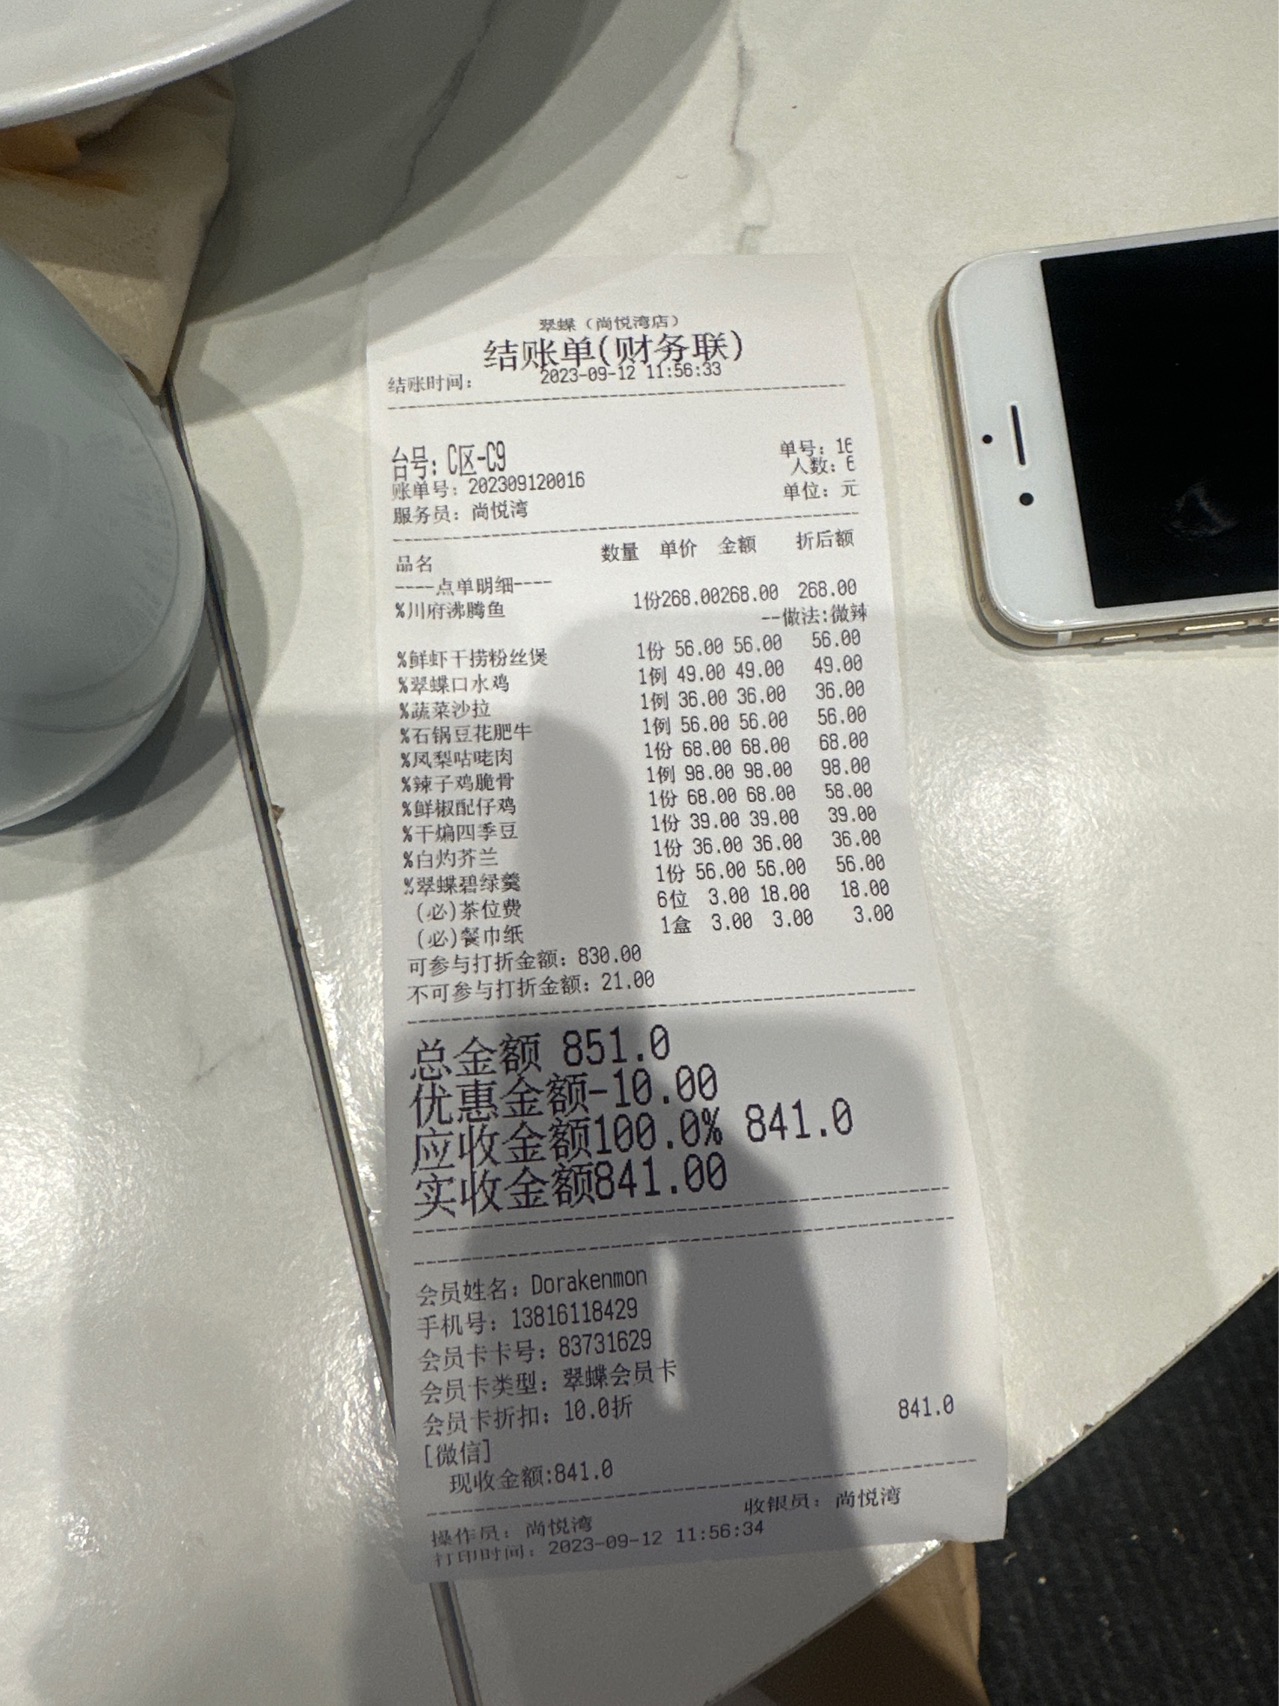 翠蝶（尚悦湾店）
结账单(财务联)
结账时间： 2023-09-12 11:56:33
台号: C区-C9 单号: 16
账单号: 202309120016 人数: 6
服务员: 尚悦湾 单位: 元
品名 数量 单价 金额 折后额
----点单明细----
%川府沸腾鱼 1份268.00268.00 268.00
--做法:微辣
%鲜虾干捞粉丝煲 1份 56.00 56.00 56.00
%翠蝶口水鸡 1例 49.00 49.00 49.00
%蔬菜沙拉 1例 36.00 36.00 36.00
%石锅豆花肥牛 1例 56.00 56.00 56.00
%凤梨咕咾肉 1份 68.00 68.00 68.00
%辣子鸡脆骨 1例 98.00 98.00 98.00
%鲜椒配仔鸡 1份 68.00 68.00 58.00
%干煸四季豆 1份 39.00 39.00 39.00
%白灼芥兰 1份 36.00 36.00 36.00
%翠蝶碧绿羹 1份 56.00 56.00 56.00
(必)茶位费 6位 3.00 18.00 18.00
(必)餐巾纸 1盒 3.00 3.00 3.00
可参与打折金额: 830.00
不可参与打折金额: 21.00
总金额 851.0
优惠金额-10.00
应收金额100.0% 841.0
实收金额841.00
会员姓名: Dorakenmon
手机号: 13816118429
会员卡卡号: 83731629
会员卡类型: 翠蝶会员卡
会员卡折扣: 10.0折
[微信] 841.0
现收金额:841.0
操作员: 尚悦湾 收银员: 尚悦湾
打印时间: 2023-09-12 11:56:34